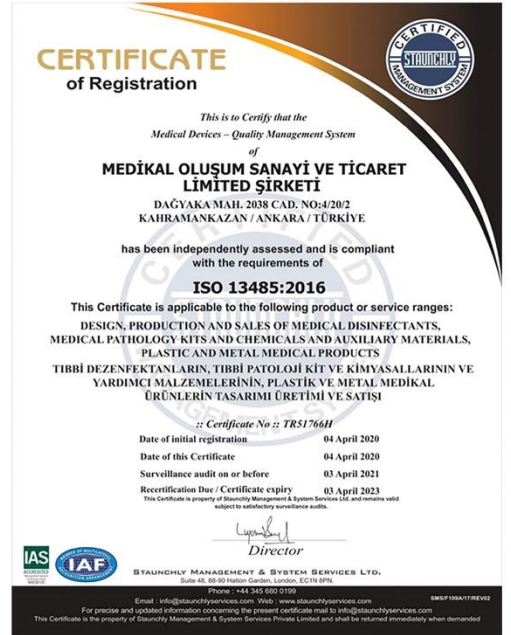 CERTIFICATE
of Registration
CERTIFIED
STAUNCHLY
MANAGEMENT SYSTEM
This is to Certify that the
Medical Devices – Quality Management System
of
MEDİKAL OLUŞUM SANAYİ VE TİCARET
LİMİTED ŞİRKETİ
DAĞYAKA MAH. 2038 CAD. NO:4/20/2
KAHRAMANKAZAN / ANKARA / TÜRKİYE
has been independently assessed and is compliant
with the requirements of
ISO 13485:2016
This Certificate is applicable to the following product or service ranges:
DESIGN, PRODUCTION AND SALES OF MEDICAL DISINFECTANTS,
MEDICAL PATHOLOGY KITS AND CHEMICALS AND AUXILIARY MATERIALS,
PLASTIC AND METAL MEDICAL PRODUCTS
TIBBİ DEZENFEKTANLARIN, TIBBİ PATOLOJİ KİT VE KİMYASALLARININ VE
YARDIMCI MALZEMELERİNİN, PLASTİK VE METAL MEDİKAL
ÜRÜNLERİN TASARIMI ÜRETİMİ VE SATIŞI
:: Certificate No :: TR51766H
Date of initial registration 04 April 2020
Date of this Certificate 04 April 2020
Surveillance audit on or before 03 April 2021
Recertification Due / Certificate expiry 03 April 2023
This Certificate is property of Staunchly Management & System Services Ltd. and remains valid
subject to satisfactory surveillance audits.
Director
IAS
ACCREDITED
IAF
STAUNCHLY MANAGEMENT & SYSTEM SERVICES LTD.
Suite 48, 88-90 Hatton Garden, London, EC1N 8PN.
Phone : +44 345 680 0199
Email : info@staunchlyservices.com Web : www.staunchlyservices.com
SMS/F109A/17/REV02
For precise and updated information concerning the present certificate mail to info@staunchlyservices.com
This Certificate is the Property of Staunchly Management & System Services Private Limited and shall be returned immediately when demanded